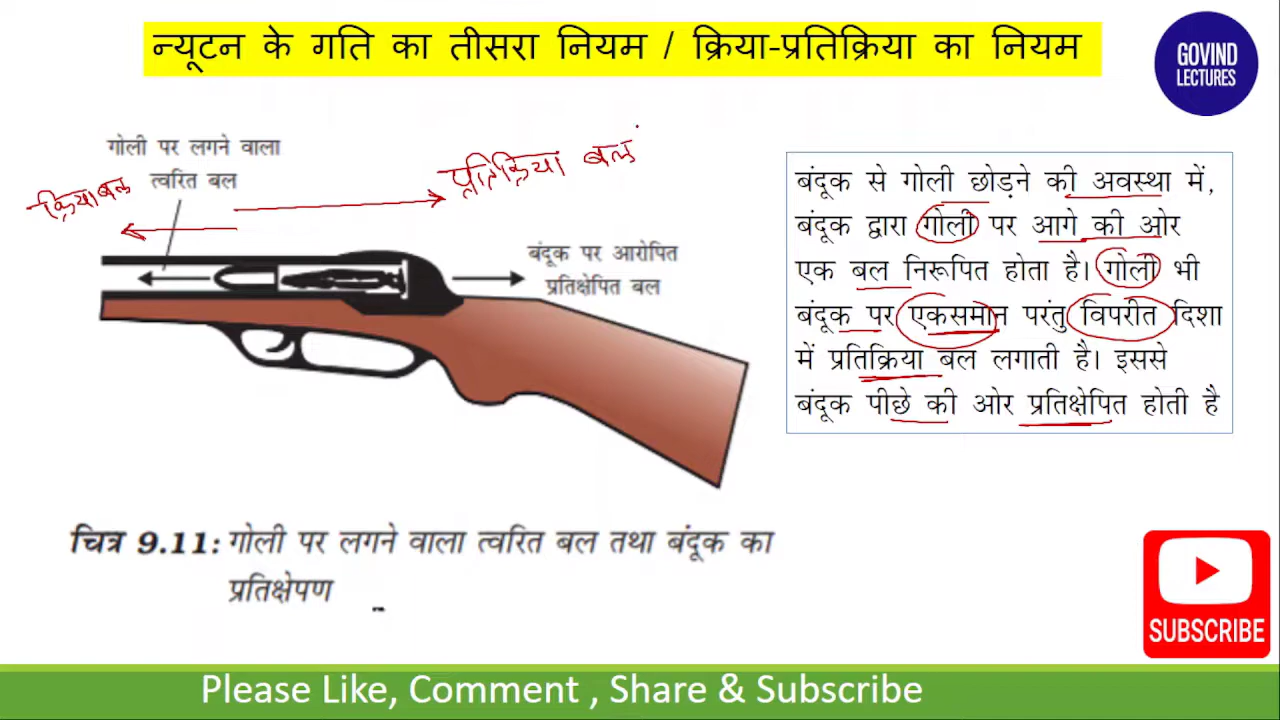 न्यूटन के गति का तीसरा नियम / क्रिया-प्रतिक्रिया का नियम
GOVIND
LECTURES
गोली पर लगने वाला
त्वरित बल
क्रिया बल
प्रतिक्रिया बल
बंदूक पर आरोपित
प्रतिक्षेपित बल
बंदूक से गोली छोड़ने की अवस्था में,
बंदूक द्वारा गोली पर आगे की ओर
एक बल निरूपित होता है। गोली भी
बंदूक पर एकसमान परंतु विपरीत दिशा
में प्रतिक्रिया बल लगाती है। इससे
बंदूक पीछे की ओर प्रतिक्षेपित होती है
चित्र 9.11: गोली पर लगने वाला त्वरित बल तथा बंदूक का
प्रतिक्षेपण
SUBSCRIBE
Please Like, Comment , Share & Subscribe